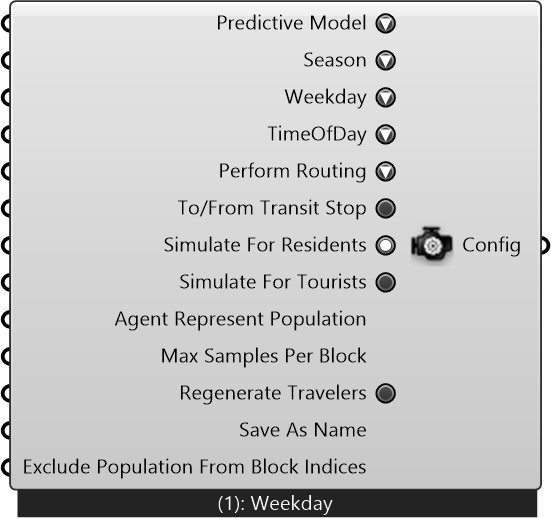 Predictive Model
Season
Weekday
TimeOfDay
Perform Routing
To/From Transit Stop
Simulate For Residents
Config
Simulate For Tourists
Agent Represent Population
Max Samples Per Block
Regenerate Travelers
Save As Name
Exclude Population From Block Indices
(1): Weekday